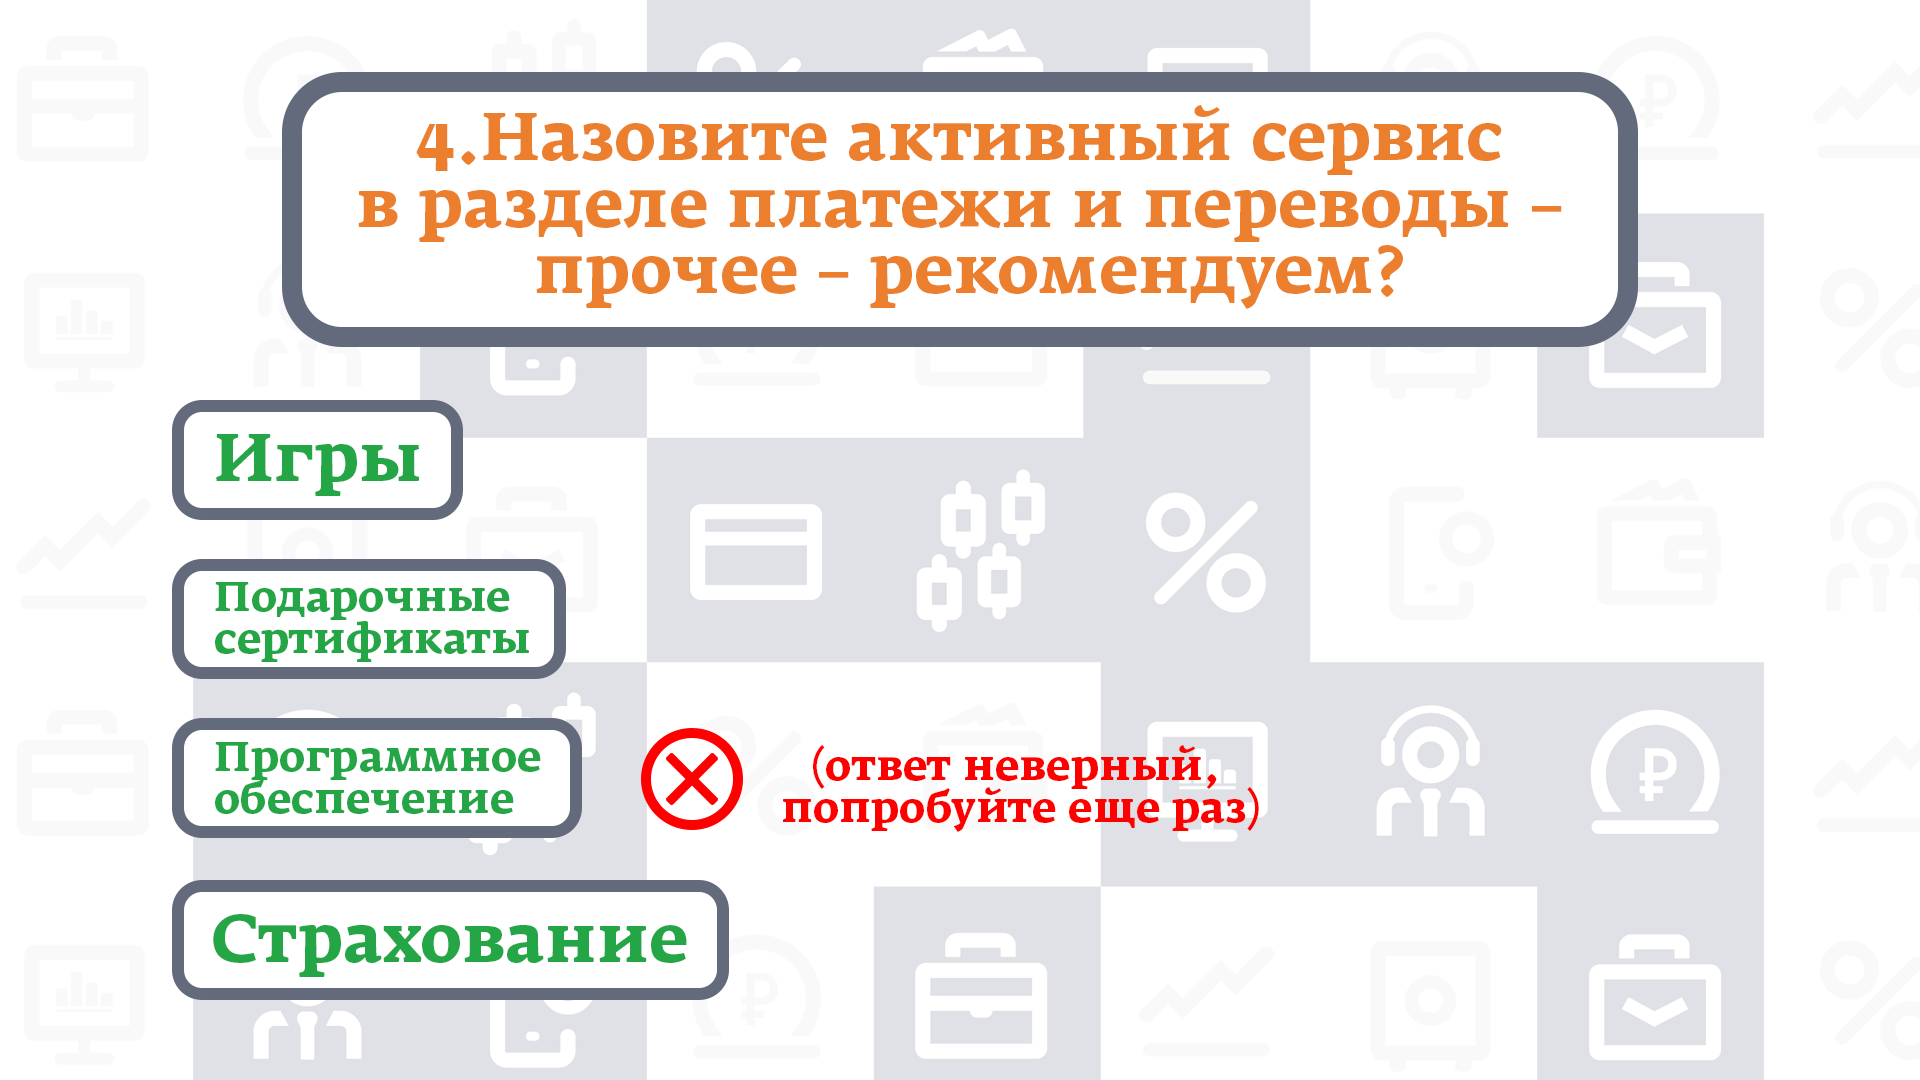 4.Назовите активный сервис
в разделе платежи и переводы –
прочее – рекомендуем?
Игры
Подарочные
сертификаты
Программное
обеспечение
(ответ неверный,
попробуйте еще раз)
Страхование